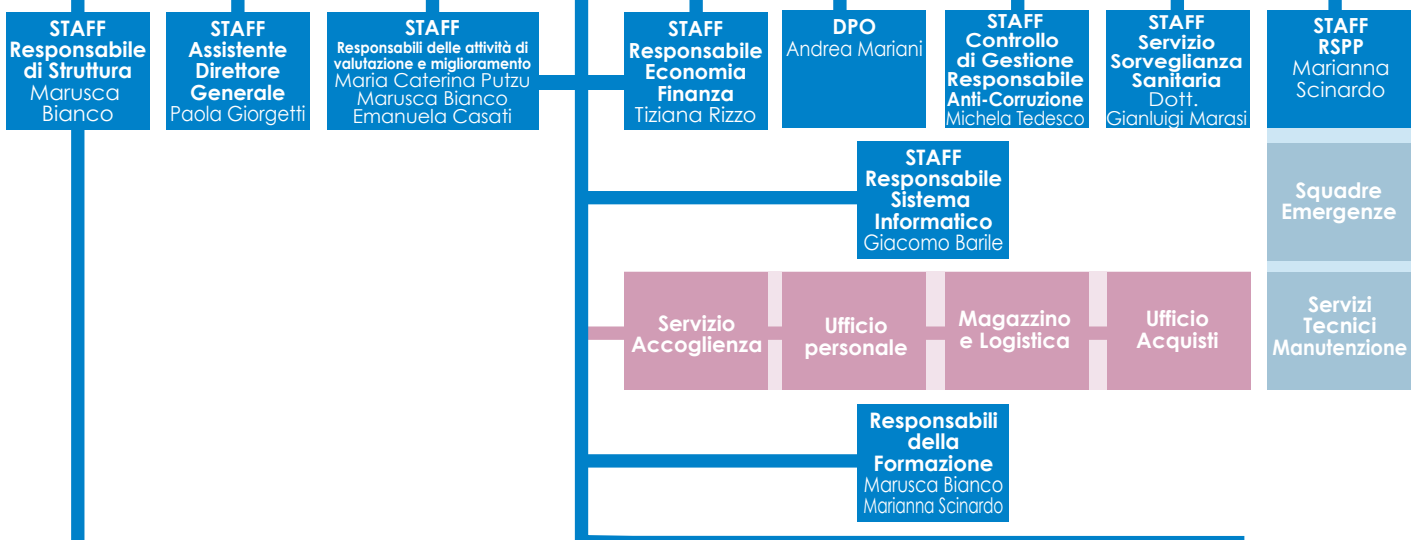 STAFF
Responsabile
di Struttura
Marusca
Bianco
STAFF
Assistente
Direttore
Generale
Paola Giorgetti
STAFF
Responsabili delle attività di
valutazione e miglioramento
Maria Caterina Putzu
Marusca Bianco
Emanuela Casati
STAFF
Responsabile
Economia
Finanza
Tiziana Rizzo
DPO
Andrea Mariani
STAFF
Controllo
di Gestione
Responsabile
Anti-Corruzione
Michela Tedesco
STAFF
Servizio
Sorveglianza
Sanitaria
Dott.
Gianluigi Marasi
STAFF
RSPP
Marianna
Scinardo
STAFF
Responsabile
Sistema
Informatico
Giacomo Barile
Squadre
Emergenze
Servizio
Accoglienza
Ufficio
personale
Magazzino
e Logistica
Ufficio
Acquisti
Servizi
Tecnici
Manutenzione
Responsabili
della
Formazione
Marusca Bianco
Marianna Scinardo